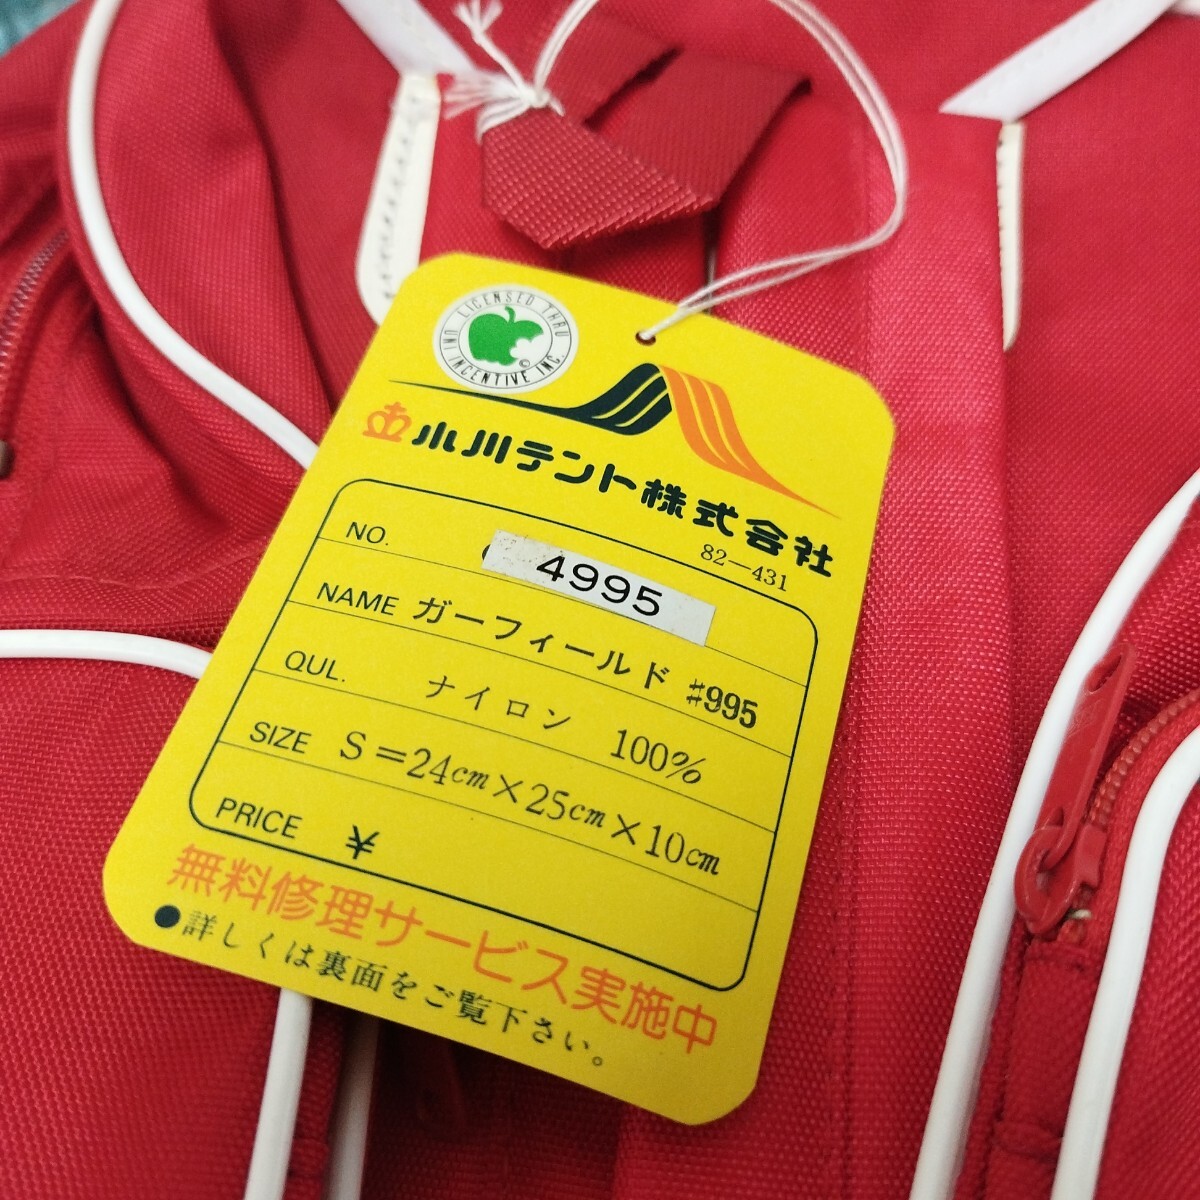 LICENSED THRU
UNI INCENTIVE INC.
©
小川テント株式会社
82—431
NO. 4995
NAME ガーフィールド #995
QUL. ナイロン 100%
SIZE S=24cm×25cm×10cm
PRICE ¥
無料修理サービス実施中
●詳しくは裏面をご覧下さい。